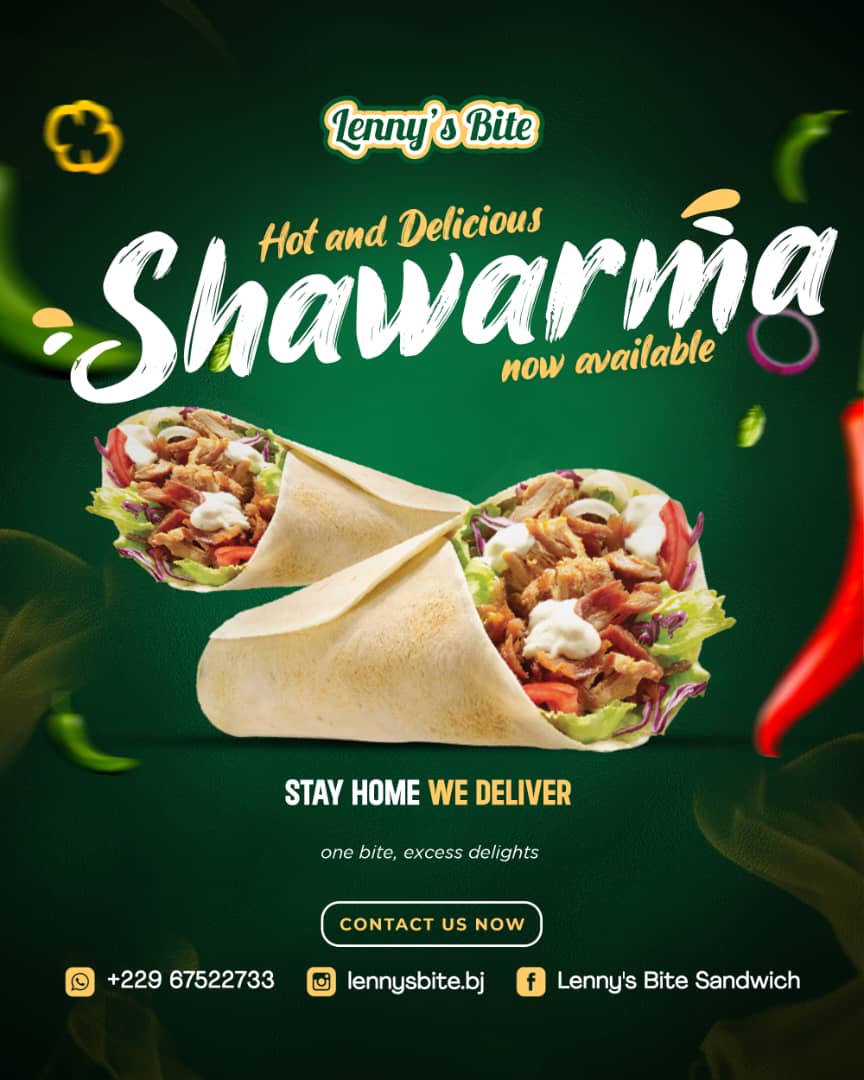 Lenny's Bite
Hot and Delicious
Shawarma
now available
STAY HOME WE DELIVER
one bite, excess delights
CONTACT US NOW
+229 67522733 lennysbite.bj Lenny's Bite Sandwich